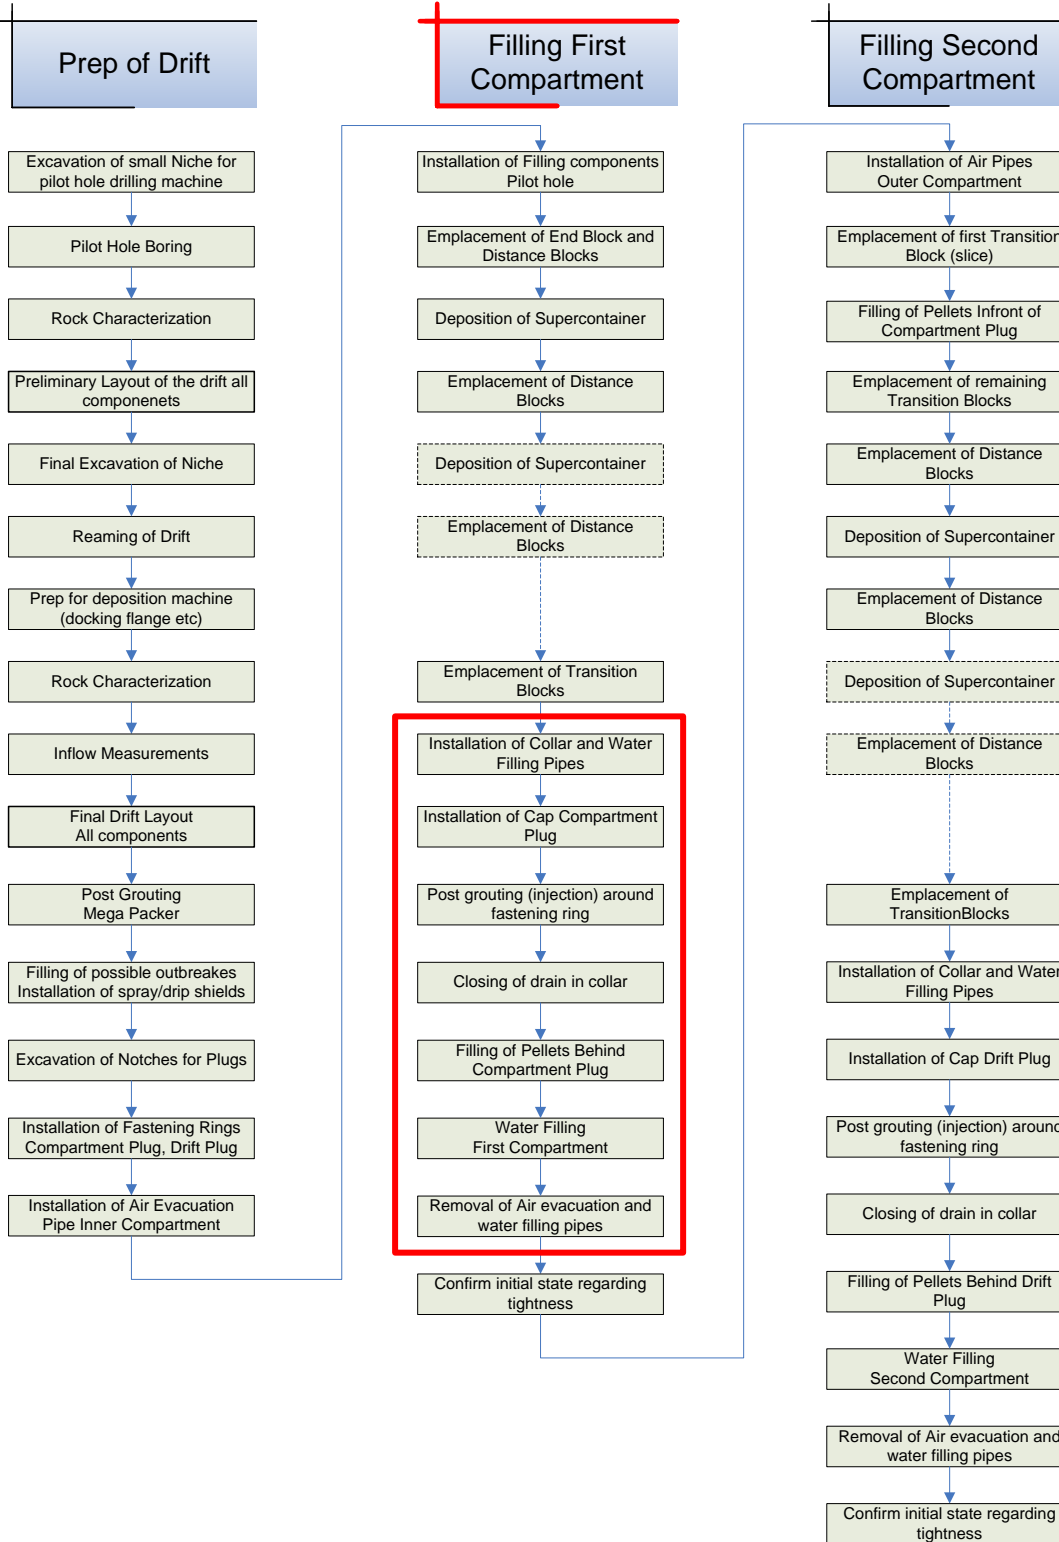 Prep of Drift
Excavation of small Niche for
pilot hole drilling machine
Pilot Hole Boring
Rock Characterization
Preliminary Layout of the drift all
componenets
Final Excavation of Niche
Reaming of Drift
Prep for deposition machine
(docking flange etc)
Rock Characterization
Inflow Measurements
Final Drift Layout
All components
Post Grouting
Mega Packer
Filling of possible outbreakes
Installation of spray/drip shields
Excavation of Notches for Plugs
Installation of Fastening Rings
Compartment Plug, Drift Plug
Installation of Air Evacuation
Pipe Inner Compartment
Filling First
Compartment
Installation of Filling components
Pilot hole
Emplacement of End Block and
Distance Blocks
Deposition of Supercontainer
Emplacement of Distance
Blocks
Deposition of Supercontainer
Emplacement of Distance
Blocks
Emplacement of Transition
Blocks
Installation of Collar and Water
Filling Pipes
Installation of Cap Compartment
Plug
Post grouting (injection) around
fastening ring
Closing of drain in collar
Filling of Pellets Behind
Compartment Plug
Water Filling
First Compartment
Removal of Air evacuation and
water filling pipes
Confirm initial state regarding
tightness
Filling Second
Compartment
Installation of Air Pipes
Outer Compartment
Emplacement of first Transition
Block (slice)
Filling of Pellets Infront of
Compartment Plug
Emplacement of remaining
Transition Blocks
Emplacement of Distance
Blocks
Deposition of Supercontainer
Emplacement of Distance
Blocks
Deposition of Supercontainer
Emplacement of Distance
Blocks
Emplacement of
TransitionBlocks
Installation of Collar and Water
Filling Pipes
Installation of Cap Drift Plug
Post grouting (injection) around
fastening ring
Closing of drain in collar
Filling of Pellets Behind Drift
Plug
Water Filling
Second Compartment
Removal of Air evacuation and
water filling pipes
Confirm initial state regarding
tightness